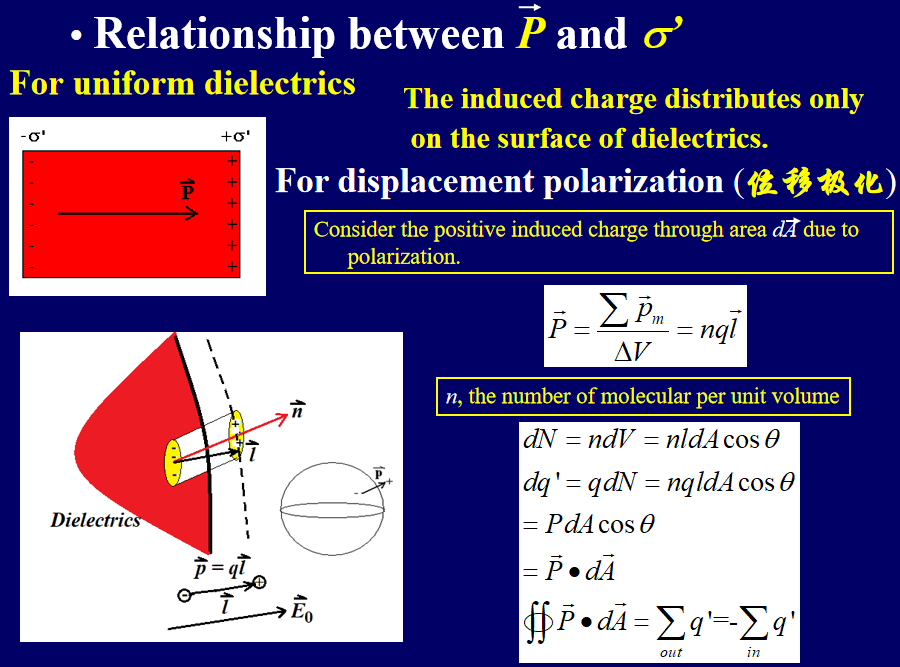 • Relationship between $\vec{P}$ and σ’
For uniform dielectrics
The induced charge distributes only
on the surface of dielectrics.
-σ' +σ'
- +
- +
- +
- +
- +
- +
$\vec{P}$
For displacement polarization (位移极化)
Consider the positive induced charge through area $d\vec{A}$ due to
polarization.
$\vec{P} = \frac{\sum \vec{p}_m}{\Delta V} = nq\vec{l}$
n, the number of molecular per unit volume
$\vec{n}$
$\vec{l}$
$\vec{P}$
- +
Dielectrics
$\vec{p} = q\vec{l}$
$\vec{l}$
$\vec{E}_0$
$dN = ndV = nldA\cos\theta$
$dq' = qdN = nqldA\cos\theta$
$= PdA\cos\theta$
$= \vec{P} \bullet d\vec{A}$
$\oiint \vec{P} \bullet d\vec{A} = \sum_{out} q' = -\sum_{in} q'$